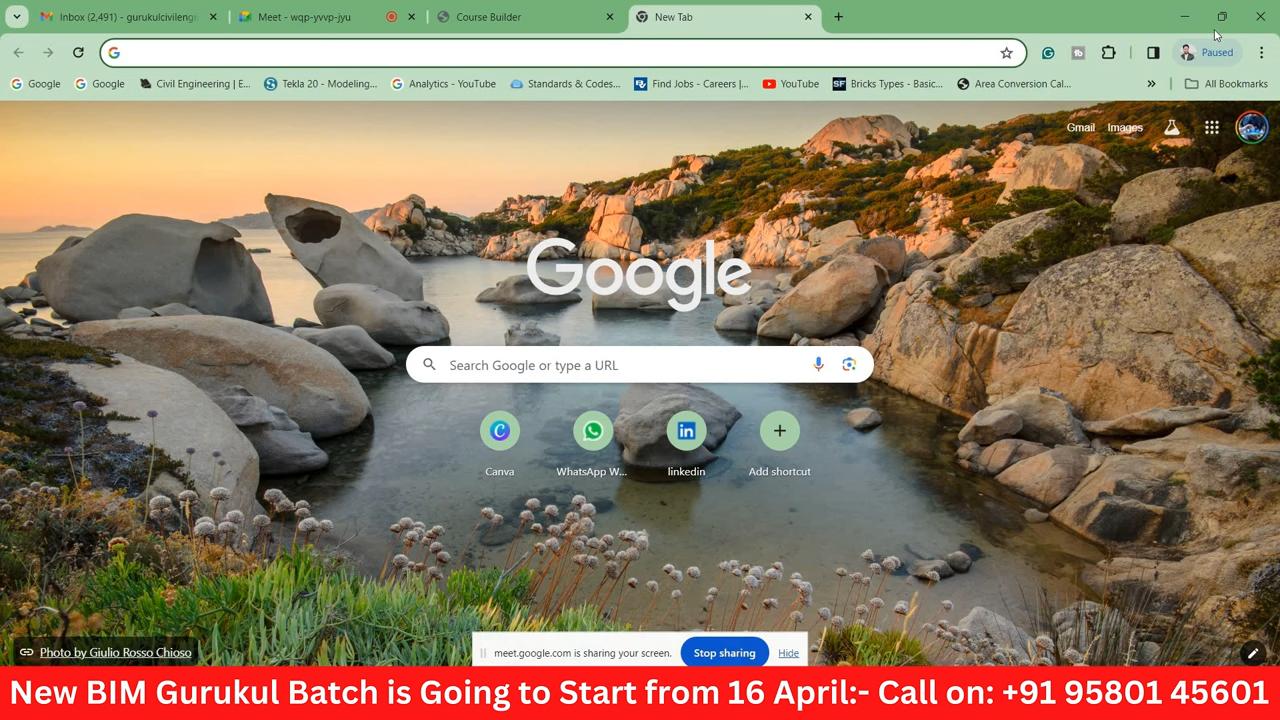 Inbox (2,491) - gurukulcivilengi
Meet - wqp-yvvp-jyu
Course Builder
New Tab
Paused
Google
Google
Civil Engineering | E...
Tekla 20 - Modeling...
Analytics - YouTube
Standards & Codes...
Find Jobs - Careers |...
YouTube
Bricks Types - Basic...
Area Conversion Cal...
»
All Bookmarks
Gmail
Images
Google
Search Google or type a URL
Canva
WhatsApp W...
linkedin
Add shortcut
Photo by Giulio Rosso Chioso
meet.google.com is sharing your screen.
Stop sharing
Hide
New BIM Gurukul Batch is Going to Start from 16 April:- Call on: +91 95801 45601